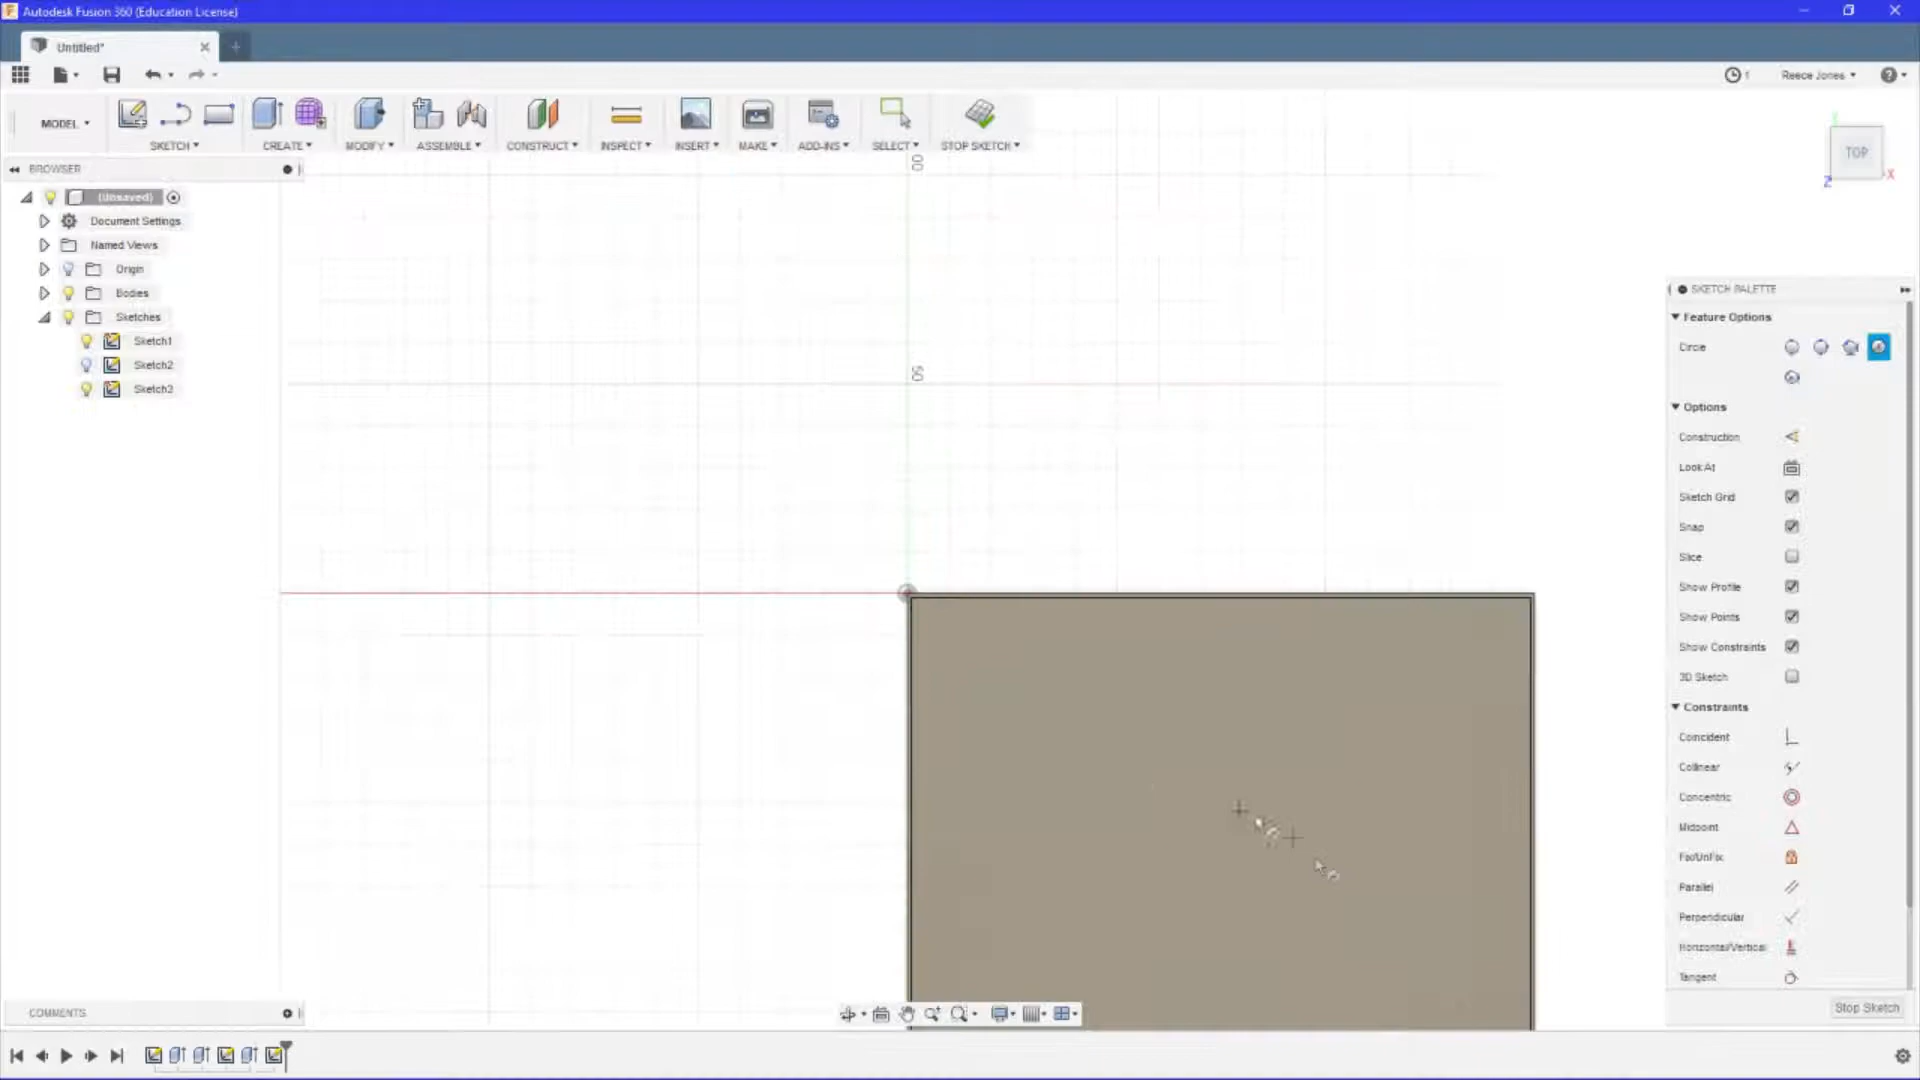 Autodesk Fusion 360 (Education License)
Untitled*
Reece Jones
MODEL
SKETCH
CREATE
MODIFY
ASSEMBLE
CONSTRUCT
INSPECT
INSERT
MAKE
ADD-INS
SELECT
STOP SKETCH
BROWSER
(Unsaved)
Document Settings
Named Views
Origin
Bodies
Sketches
Sketch1
Sketch2
Sketch2
50
TOP
X
Z
SKETCH PALETTE
Feature Options
Circle
Options
Construction
Look At
Sketch Grid
Snap
Slice
Show Profile
Show Points
Show Constraints
3D Sketch
Constraints
Coincident
Collinear
Concentric
Midpoint
Fix/UnFix
Parallel
Perpendicular
Horizontal/Vertical
Tangent
Stop Sketch
COMMENTS